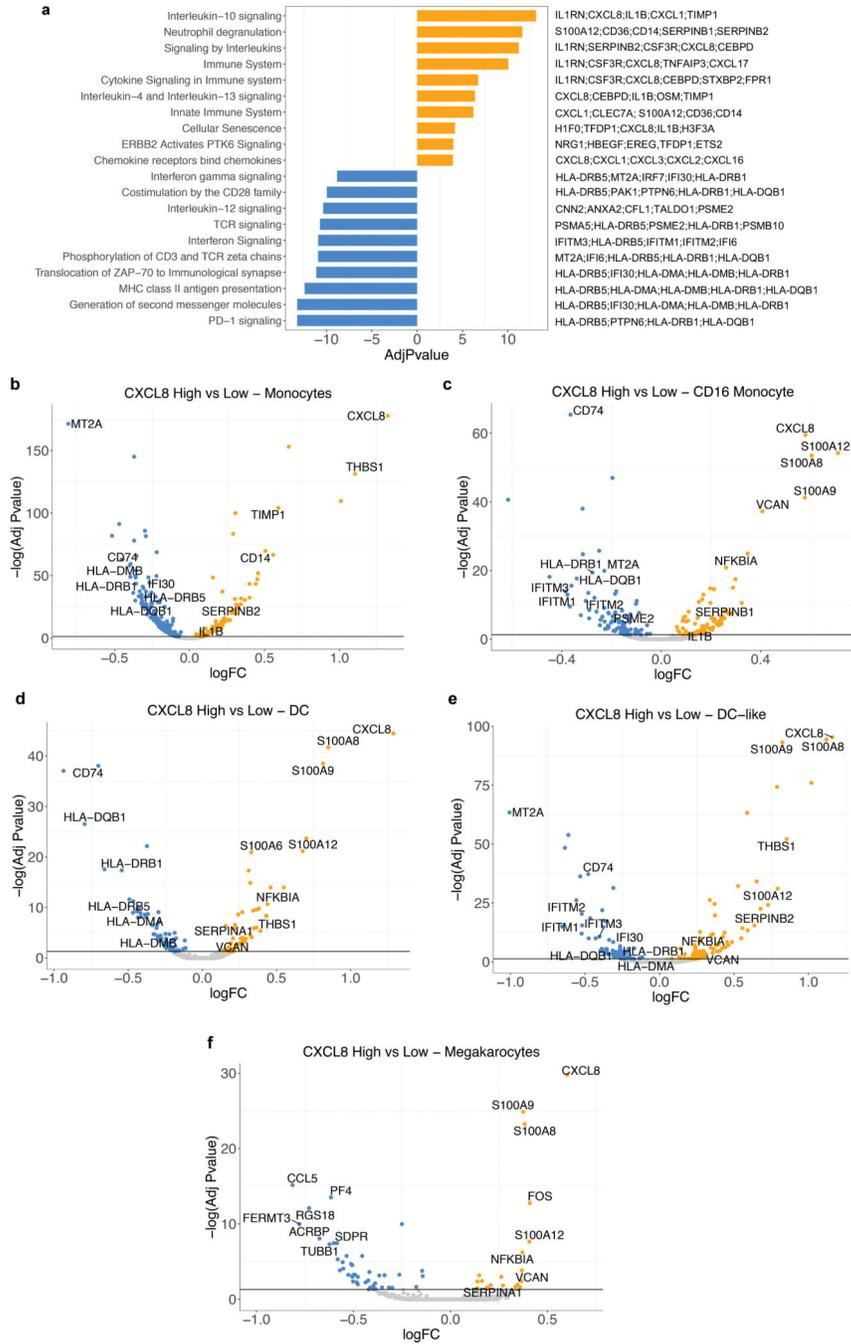 a
Interleukin−10 signaling IL1RN;CXCL8;IL1B;CXCL1;TIMP1
Neutrophil degranulation S100A12;CD36;CD14;SERPINB1;SERPINB2
Signaling by Interleukins IL1RN;SERPINB2;CSF3R;CXCL8;CEBPD
Immune System IL1RN;CSF3R;CXCL8;TNFAIP3;CXCL17
Cytokine Signaling in Immune system IL1RN;CSF3R;CXCL8;CEBPD;STXBP2;FPR1
Interleukin−4 and Interleukin−13 signaling CXCL8;CEBPD;IL1B;OSM;TIMP1
Innate Immune System CXCL1;CLEC7A; S100A12;CD36;CD14
Cellular Senescence H1F0;TFDP1;CXCL8;IL1B;H3F3A
ERBB2 Activates PTK6 Signaling NRG1;HBEGF;EREG,TFDP1;ETS2
Chemokine receptors bind chemokines CXCL8;CXCL1;CXCL3;CXCL2;CXCL16
Interferon gamma signaling HLA-DRB5;MT2A;IRF7;IFI30;HLA-DRB1
Costimulation by the CD28 family HLA-DRB5;PAK1;PTPN6;HLA-DRB1;HLA-DQB1
Interleukin−12 signaling CNN2;ANXA2;CFL1;TALDO1;PSME2
TCR signaling PSMA5;HLA-DRB5;PSME2;HLA-DRB1;PSMB10
Interferon Signaling IFITM3;HLA-DRB5;IFITM1;IFITM2;IFI6
Phosphorylation of CD3 and TCR zeta chains MT2A;IFI6;HLA-DRB5;HLA-DRB1;HLA-DQB1
Translocation of ZAP−70 to Immunological synapse HLA-DRB5;IFI30;HLA-DMA;HLA-DMB;HLA-DRB1
MHC class II antigen presentation HLA-DRB5;HLA-DMA;HLA-DMB;HLA-DRB1;HLA-DQB1
Generation of second messenger molecules HLA-DRB5;IFI30;HLA-DMA;HLA-DMB;HLA-DRB1
PD−1 signaling HLA-DRB5;PTPN6;HLA-DRB1;HLA-DQB1
−10 −5 0 5 10
AdjPvalue
b
CXCL8 High vs Low − Monocytes
−log(Adj Pvalue)
150
100
50
0
MT2A
CXCL8
THBS1
TIMP1
CD74
CD14
HLA−DMB
HLA−DRB1
IFI30
HLA−DRB5
HLA−DQB1
SERPINB2
IL1B
−0.5 0.0 0.5 1.0
logFC
c
CXCL8 High vs Low − CD16 Monocyte
−log(Adj Pvalue)
60
40
20
0
CD74
CXCL8
S100A12
S100A8
S100A9
VCAN
NFKBIA
HLA−DRB1
MT2A
HLA−DQB1
IFITM3
IFITM1
IFITM2
PSME2
SERPINB1
IL1B
−0.4 0.0 0.4
logFC
d
CXCL8 High vs Low − DC
−log(Adj Pvalue)
40
30
20
10
0
CXCL8
S100A8
S100A9
CD74
HLA−DQB1
S100A6
S100A12
HLA−DRB1
NFKBIA
HLA−DRB5
HLA−DMA
THBS1
SERPINA1
HLA−DMB
VCAN
−1.0 −0.5 0.0 0.5 1.0
logFC
e
CXCL8 High vs Low − DC−like
−log(Adj Pvalue)
100
75
50
25
0
CXCL8
S100A9
S100A8
MT2A
THBS1
CD74
S100A12
IFITM2
SERPINB2
IFITM1
IFITM3
IFI30
NFKBIA
HLA−DQB1
HLA−DRB1
VCAN
HLA−DMA
−1.0 −0.5 0.0 0.5 1.0
logFC
f
CXCL8 High vs Low − Megakarocytes
−log(Adj Pvalue)
30
20
10
0
CXCL8
S100A9
S100A8
CCL5
PF4
FOS
FERMT3
RGS18
ACRBP
SDPR
TUBB1
S100A12
NFKBIA
VCAN
SERPINA1
−1.0 −0.5 0.0 0.5
logFC